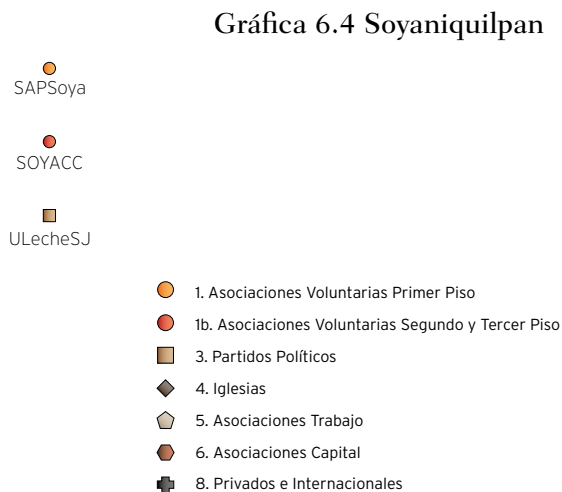 Gráfica 6.4 Soyaniquilpan
SAPSoya
SOYACC
ULecheSJ
1. Asociaciones Voluntarias Primer Piso
1b. Asociaciones Voluntarias Segundo y Tercer Piso
3. Partidos Políticos
4. Iglesias
5. Asociaciones Trabajo
6. Asociaciones Capital
8. Privados e Internacionales